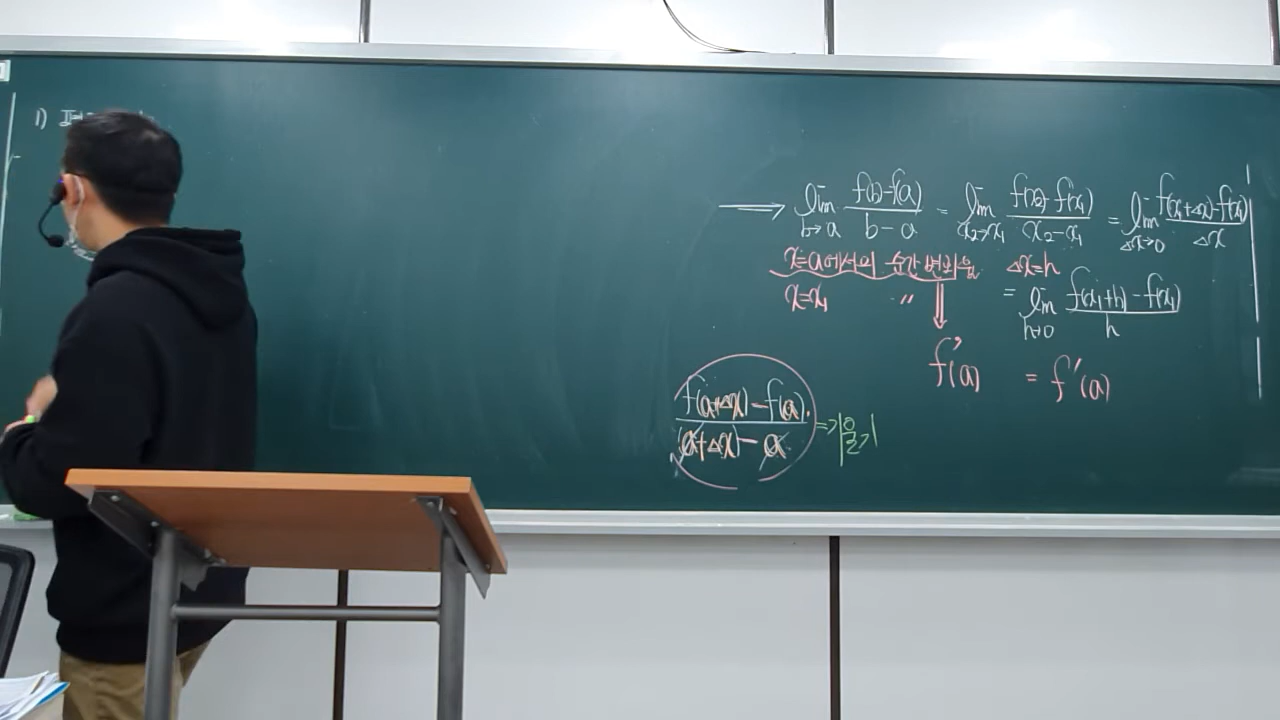 1) 
→ lim b→a f(b)-f(a) / b-a = lim x₂→x₁ f(x₂)-f(x₁) / x₂-x₁ = lim Δx→0 f(x₁+Δx)-f(x₁) / Δx
x=a에서의 순간변화율 Δx=h
x=x₁ 〃 = lim h→0 f(x₁+h)-f(x₁) / h
f'(a) = f'(a)
f(a+Δx)-f(a) / (a+Δx)-a ⇒ 기울기